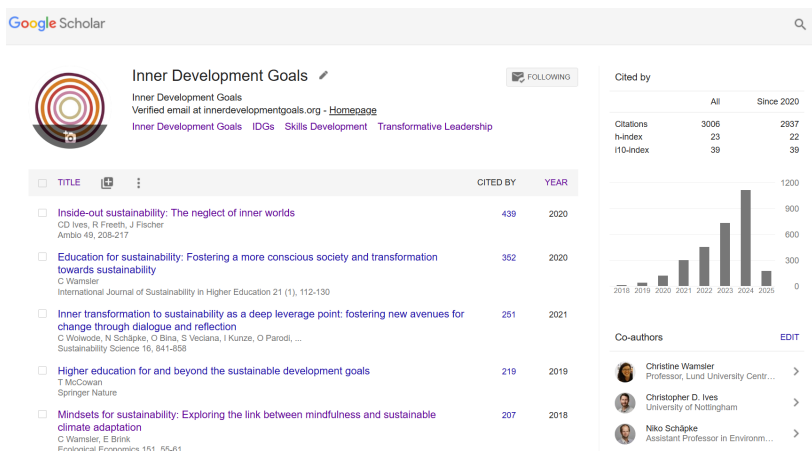 Google Scholar
Inner Development Goals
FOLLOWING
Inner Development Goals
Verified email at innerdevelopmentgoals.org - Homepage
Inner Development Goals IDGs Skills Development Transformative Leadership
TITLE CITED BY YEAR
Inside-out sustainability: The neglect of inner worlds 439 2020
CD Ives, R Freeth, J Fischer
Ambio 49, 208-217
Education for sustainability: Fostering a more conscious society and transformation 352 2020
towards sustainability
C Wamsler
International Journal of Sustainability in Higher Education 21 (1), 112-130
Inner transformation to sustainability as a deep leverage point: fostering new avenues for 251 2021
change through dialogue and reflection
C Woiwode, N Schäpke, O Bina, S Veciana, I Kunze, O Parodi, ...
Sustainability Science 16, 841-858
Higher education for and beyond the sustainable development goals 219 2019
T McCowan
Springer Nature
Mindsets for sustainability: Exploring the link between mindfulness and sustainable 207 2018
climate adaptation
C Wamsler, E Brink
Ecological Economics 151, 55-61
Cited by
All Since 2020
Citations 3006 2937
h-index 23 22
i10-index 39 39
1200
900
600
300
0
2018 2019 2020 2021 2022 2023 2024 2025
Co-authors EDIT
Christine Wamsler
Professor, Lund University Centr...
Christopher D. Ives
University of Nottingham
Niko Schäpke
Assistant Professor in Environm...